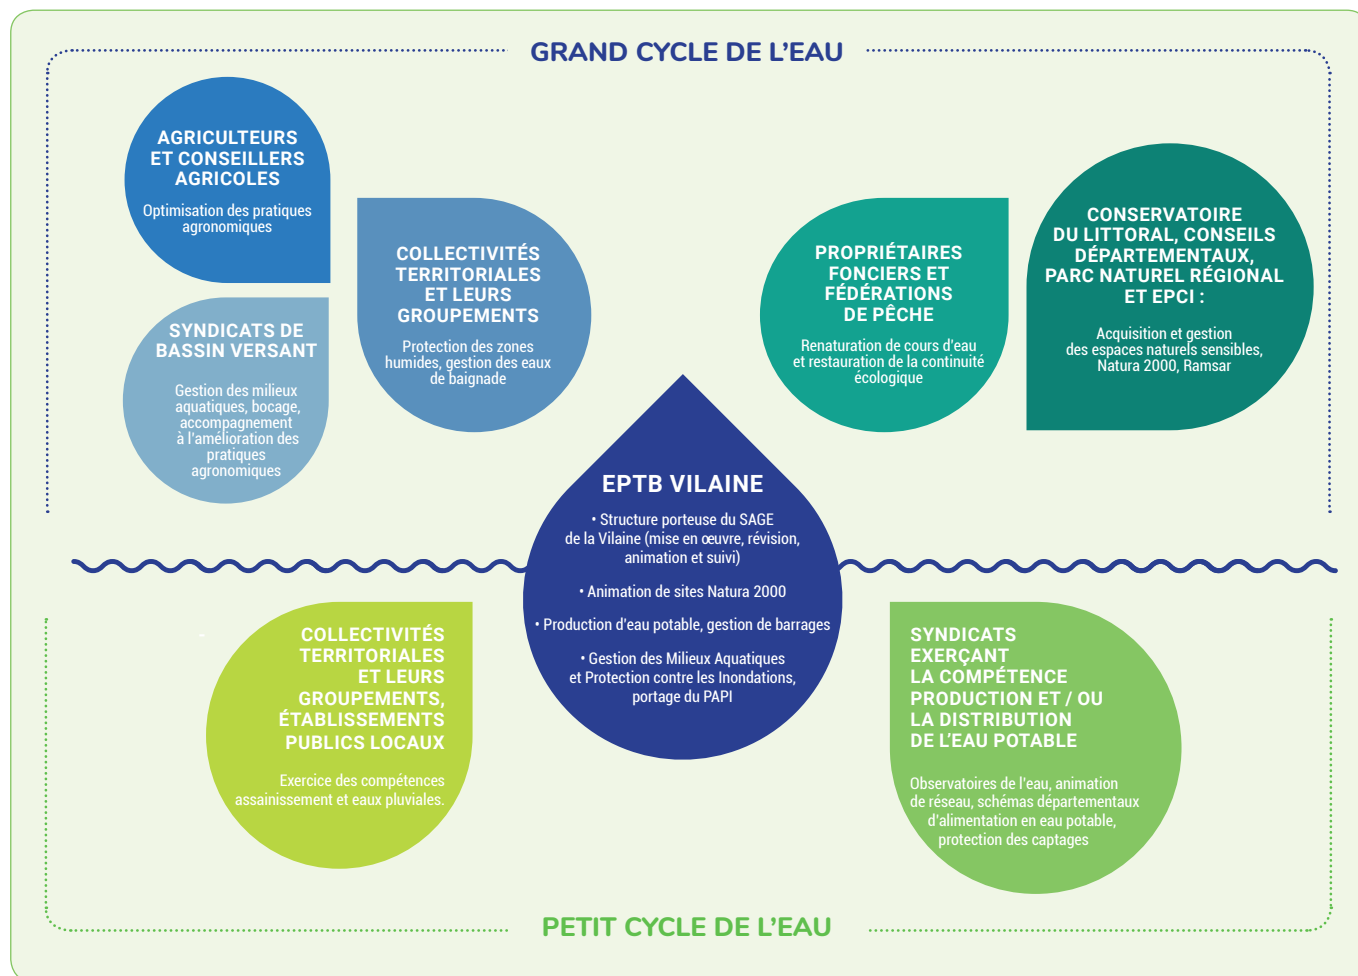 GRAND CYCLE DE L’EAU
AGRICULTEURS
ET CONSEILLERS
AGRICOLES
Optimisation des pratiques
agronomiques
SYNDICATS DE
BASSIN VERSANT
Gestion des milieux
aquatiques, bocage,
accompagnement
à l’amélioration des
pratiques
agronomiques
COLLECTIVITÉS
TERRITORIALES
ET LEURS
GROUPEMENTS
Protection des zones
humides, gestion des eaux
de baignade
PROPRIÉTAIRES
FONCIERS ET
FÉDÉRATIONS
DE PÊCHE
Renaturation de cours d’eau
et restauration de la continuité
écologique
CONSERVATOIRE
DU LITTORAL, CONSEILS
DÉPARTEMENTAUX,
PARC NATUREL RÉGIONAL
ET EPCI :
Acquisition et gestion
des espaces naturels sensibles,
Natura 2000, Ramsar
EPTB VILAINE
• Structure porteuse du SAGE
de la Vilaine (mise en œuvre, révision,
animation et suivi)
• Animation de sites Natura 2000
• Production d’eau potable, gestion de barrages
• Gestion des Milieux Aquatiques
et Protection contre les Inondations,
portage du PAPI
COLLECTIVITÉS
TERRITORIALES
ET LEURS
GROUPEMENTS,
ÉTABLISSEMENTS
PUBLICS LOCAUX
Exercice des compétences
assainissement et eaux pluviales.
SYNDICATS
EXERÇANT
LA COMPÉTENCE
PRODUCTION ET / OU
LA DISTRIBUTION
DE L’EAU POTABLE
Observatoires de l’eau, animation
de réseau, schémas départementaux
d’alimentation en eau potable,
protection des captages
PETIT CYCLE DE L’EAU